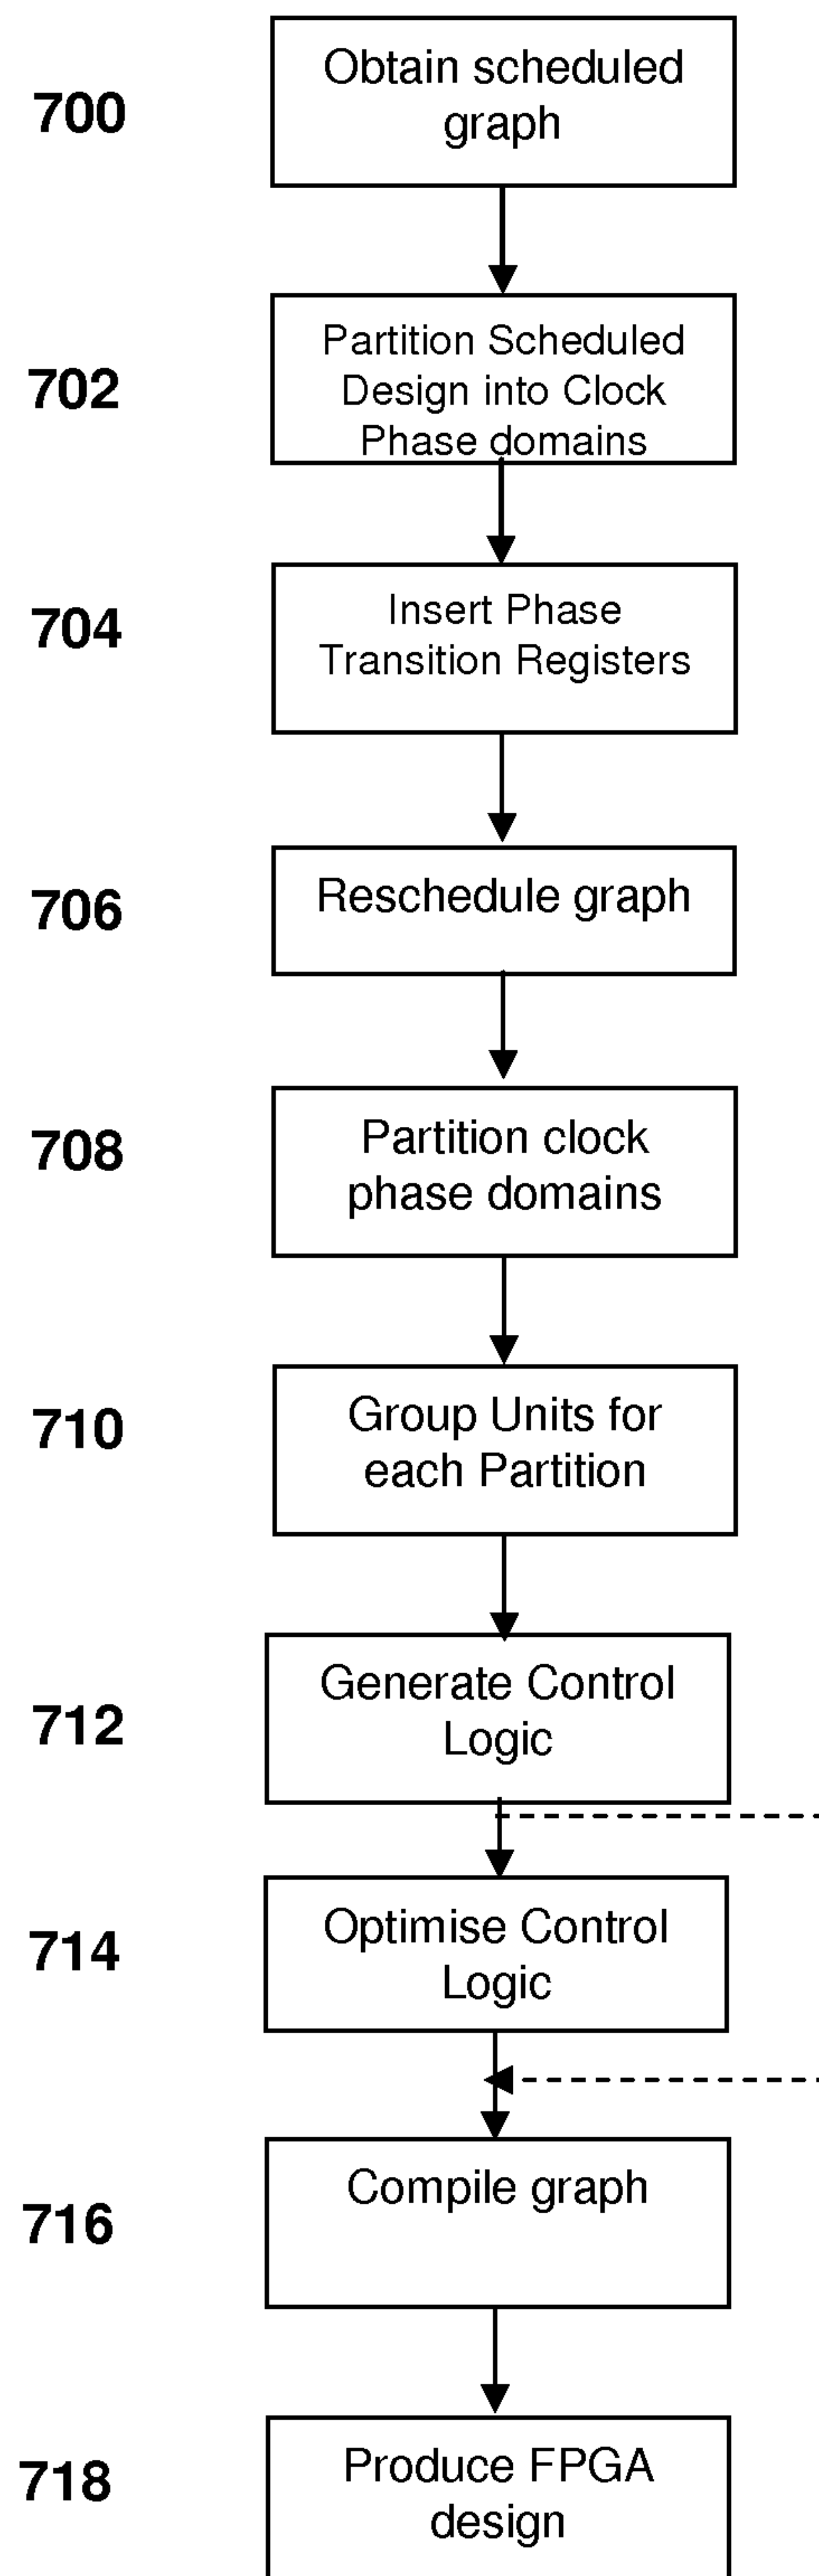 700
Obtain scheduled
graph
702
Partition Scheduled
Design into Clock
Phase domains
704
Insert Phase
Transition Registers
706
Reschedule graph
708
Partition clock
phase domains
710
Group Units for
each Partition
712
Generate Control
Logic
714
Optimise Control
Logic
716
Compile graph
718
Produce FPGA
design